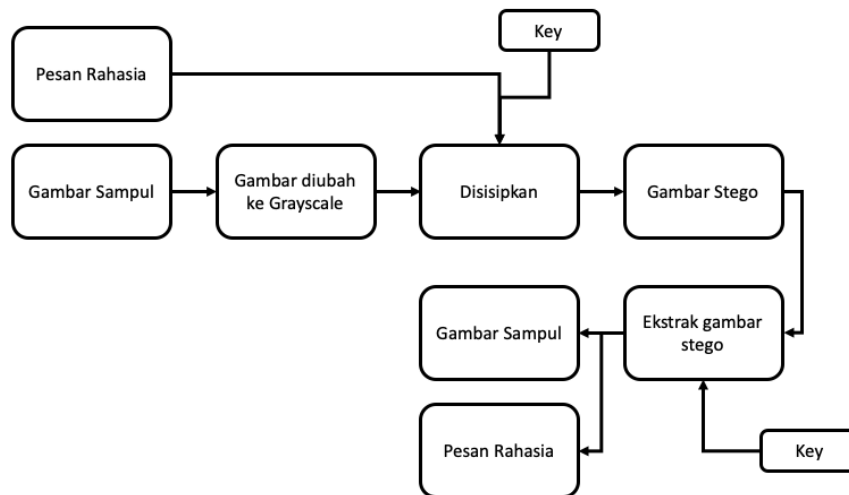 Key
Pesan Rahasia
Gambar Sampul
Gambar diubah
ke Grayscale
Disisipkan
Gambar Stego
Gambar Sampul
Ekstrak gambar
stego
Pesan Rahasia
Key